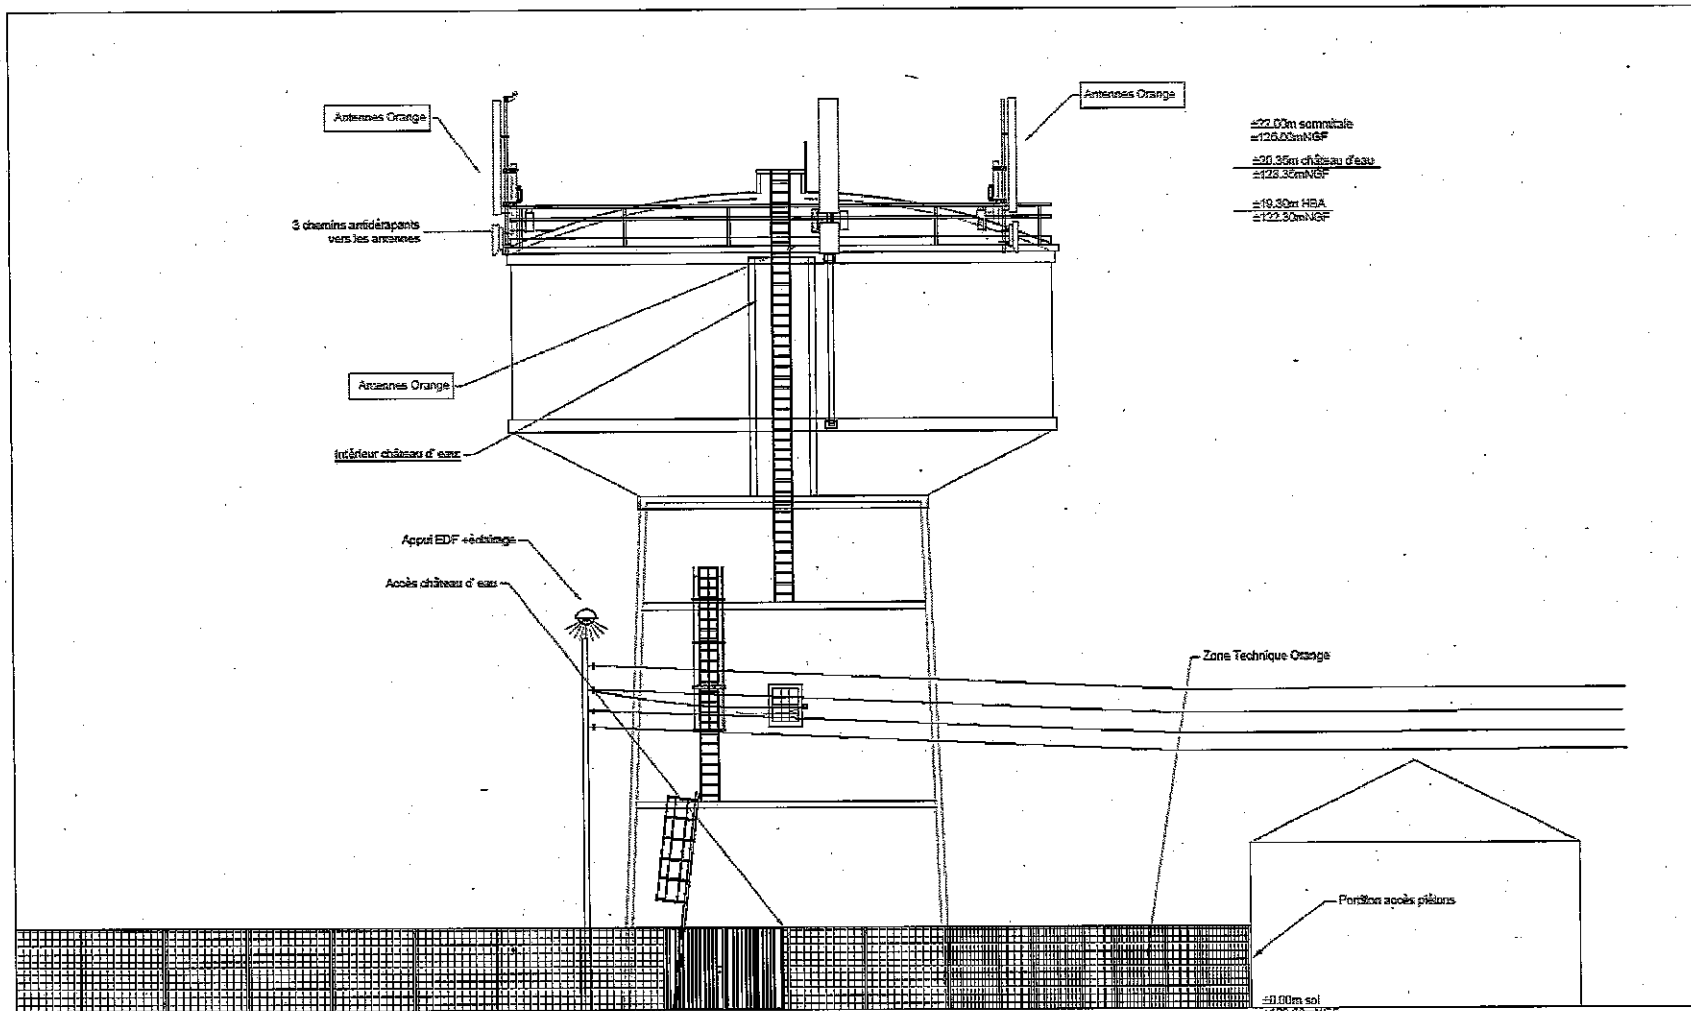 Antennes Orange
Antennes Orange
±22.00m sommitale
±125.00mNGF
±20.35m château d'eau
±123.35mNGF
±19.30m HBA
±122.30mNGF
3 chemins antidérapants
vers les antennes
Antennes Orange
Intérieur château d'eau
Appui EDF +éclairage
Accès château d'eau
Zone Technique Orange
Portillon accès piétons
±0.00m sol